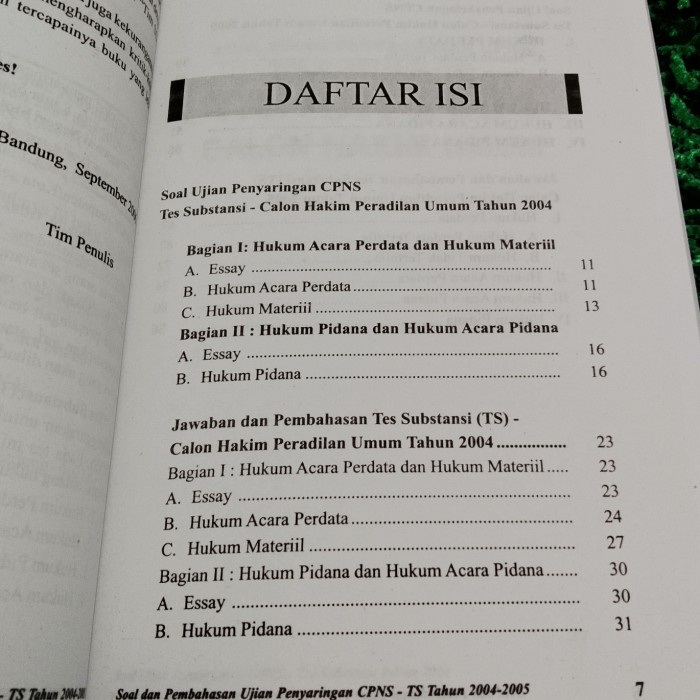 juga kekurangan
mengharapkan kritik
tercapainya buku yang
es!
Bandung, September
Tim Penulis
- TS Tahun
DAFTAR ISI
Soal Ujian Penyaringan CPNS
Tes Substansi - Calon Hakim Peradilan Umum Tahun 2004
Bagian I: Hukum Acara Perdata dan Hukum Materiil
A. Essay ........ 11
B. Hukum Acara Perdata ........ 11
C. Hukum Materiil ........ 13
Bagian II : Hukum Pidana dan Hukum Acara Pidana
A. Essay ........ 16
B. Hukum Pidana ........ 16
Jawaban dan Pembahasan Tes Substansi (TS) -
Calon Hakim Peradilan Umum Tahun 2004 ........ 23
Bagian I : Hukum Acara Perdata dan Hukum Materiil ..... 23
A. Essay ........ 23
B. Hukum Acara Perdata ........ 24
C. Hukum Materiil ........ 27
Bagian II : Hukum Pidana dan Hukum Acara Pidana ....... 30
A. Essay ........ 30
B. Hukum Pidana ........ 31
Soal dan Pembahasan Ujian Penyaringan CPNS - TS Tahun 2004-2005 7